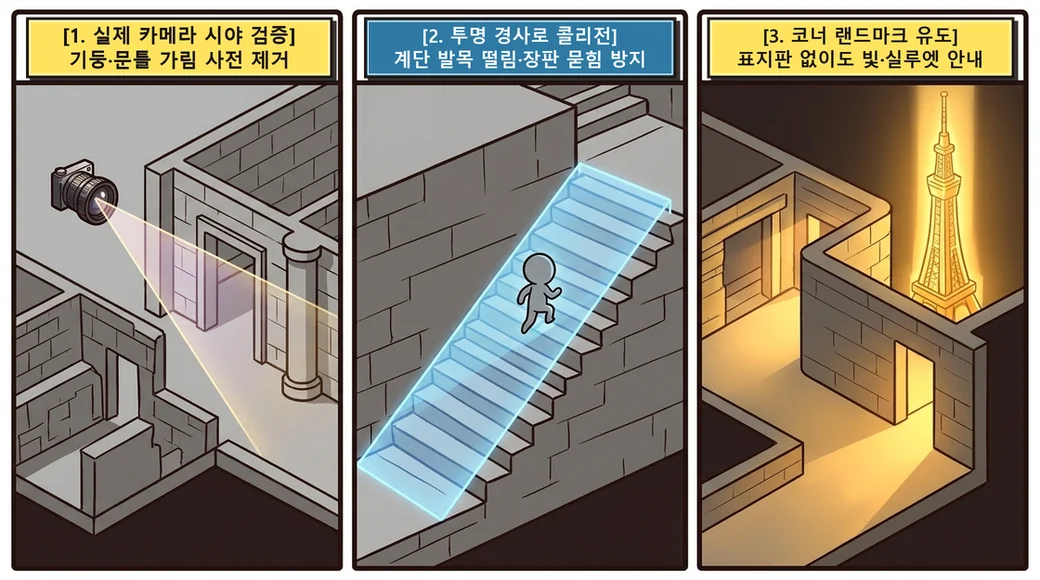 [1. 실제 카메라 시야 검증]
기둥·문틀 가림 사전 제거
[2. 투명 경사로 콜리전]
계단 발목 떨림·장판 묻힘 방지
[3. 코너 랜드마크 유도]
표지판 없이도 빛·실루엣 안내